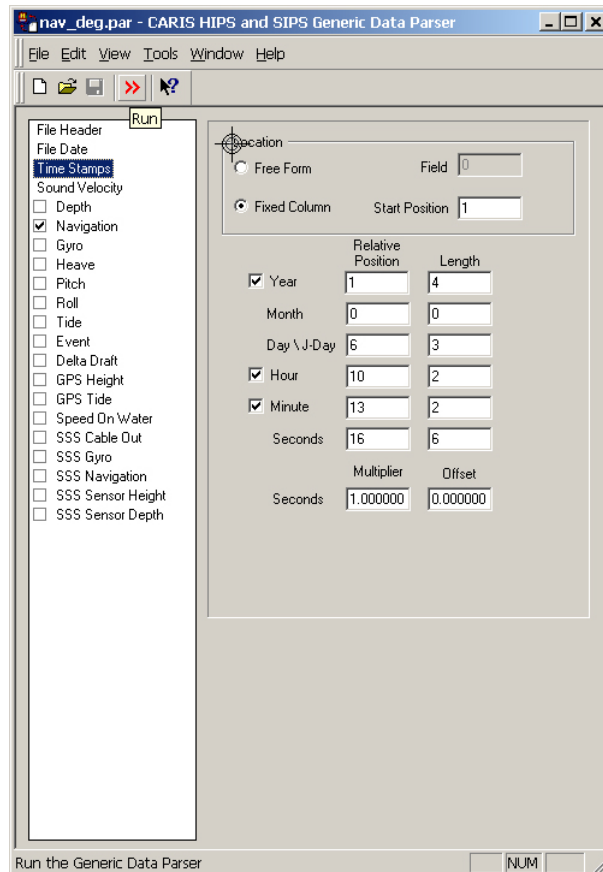 nav_deg.par - CARIS HIPS and SIPS Generic Data Parser
File Edit View Tools Window Help
Run
File Header
File Date
Time Stamps
Sound Velocity
Depth
Navigation
Gyro
Heave
Pitch
Roll
Tide
Event
Delta Draft
GPS Height
GPS Tide
Speed On Water
SSS Cable Out
SSS Gyro
SSS Navigation
SSS Sensor Height
SSS Sensor Depth
Location
Free Form Field 0
Fixed Column Start Position 1
Relative Position Length
Year 1 4
Month 0 0
Day \ J-Day 6 3
Hour 10 2
Minute 13 2
Seconds 16 6
Multiplier Offset
Seconds 1.000000 0.000000
Run the Generic Data Parser NUM